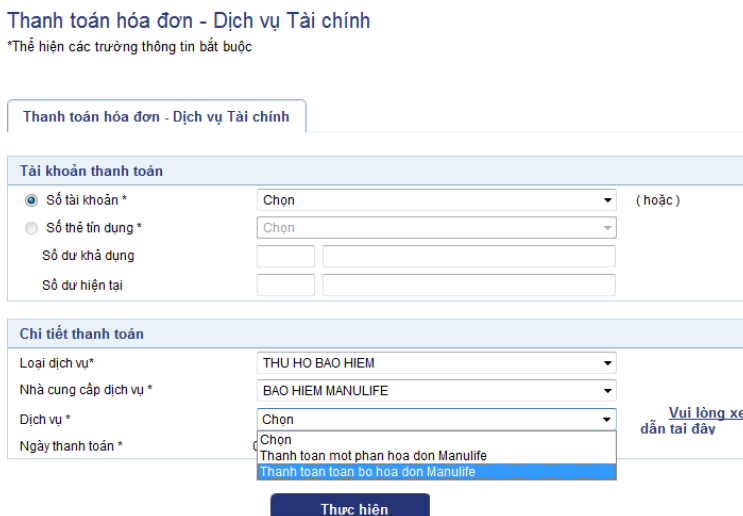 Thanh toán hóa đơn - Dịch vụ Tài chính
*Thể hiện các trường thông tin bắt buộc
Thanh toán hóa đơn - Dịch vụ Tài chính
Tài khoản thanh toán
Số tài khoản * Chọn ( hoặc )
Số thẻ tín dụng * Chọn
Số dư khả dụng
Số dư hiện tại
Chi tiết thanh toán
Loại dịch vụ* THU HO BAO HIEM
Nhà cung cấp dịch vụ * BAO HIEM MANULIFE
Vui lòng
Dịch vụ * Chọn dẫn tại đây
Chọn
Ngày thanh toán *
Thanh toan mot phan hoa don Manulife
Thanh toan toan bo hoa don Manulife
Thực hiện